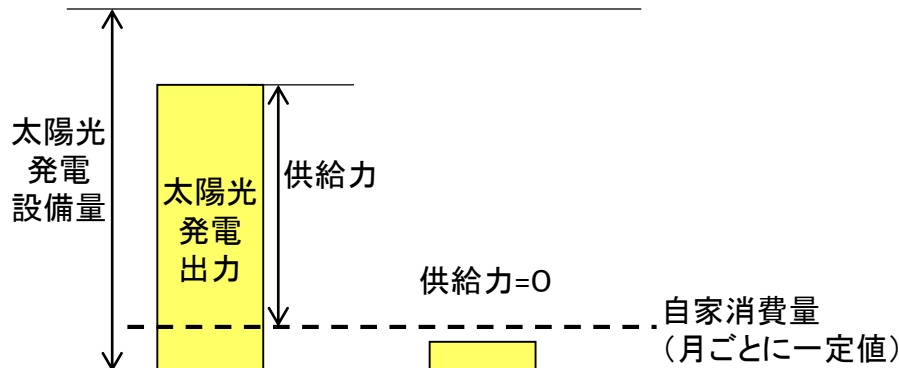 太陽光
発電
設備量
太陽光
発電
出力
供給力
供給力=0
自家消費量
（月ごとに一定値）